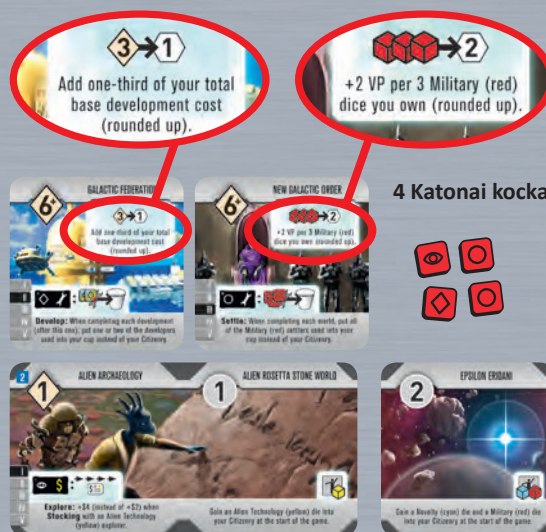 3 → 1
Add one-third of your total
base development cost
(rounded up).
→ 2
+2 VP per 3 Military (red)
dice you own (rounded up).
4 Katonai kocka
6+
GALACTIC FEDERATION
3 → 1
Add one-third of your total
base development cost
(rounded up).
Develop: When completing each development
(after this one), put one or two of the developers
used into your cup instead of your Citizenry.
6+
NEW GALACTIC ORDER
→ 2
+2 VP per 3 Military (red)
dice you own (rounded up).
Settle: When completing each world, put all
of the Military (red) settlers used into your
cup instead of your Citizenry.
2
1
ALIEN ARCHAEOLOGY
$
Explore: +$4 (instead of +$2) when
Stocking with an Alien Technology
(yellow) explorer.
1
ALIEN ROSETTA STONE WORLD
Gain an Alien Technology (yellow) die into
your Citizenry at the start of the game.
2
EPSILON ERIDANI
Gain a Novelty (cyan) die and a Military (red) die
into your Citizenry at the start of the game.